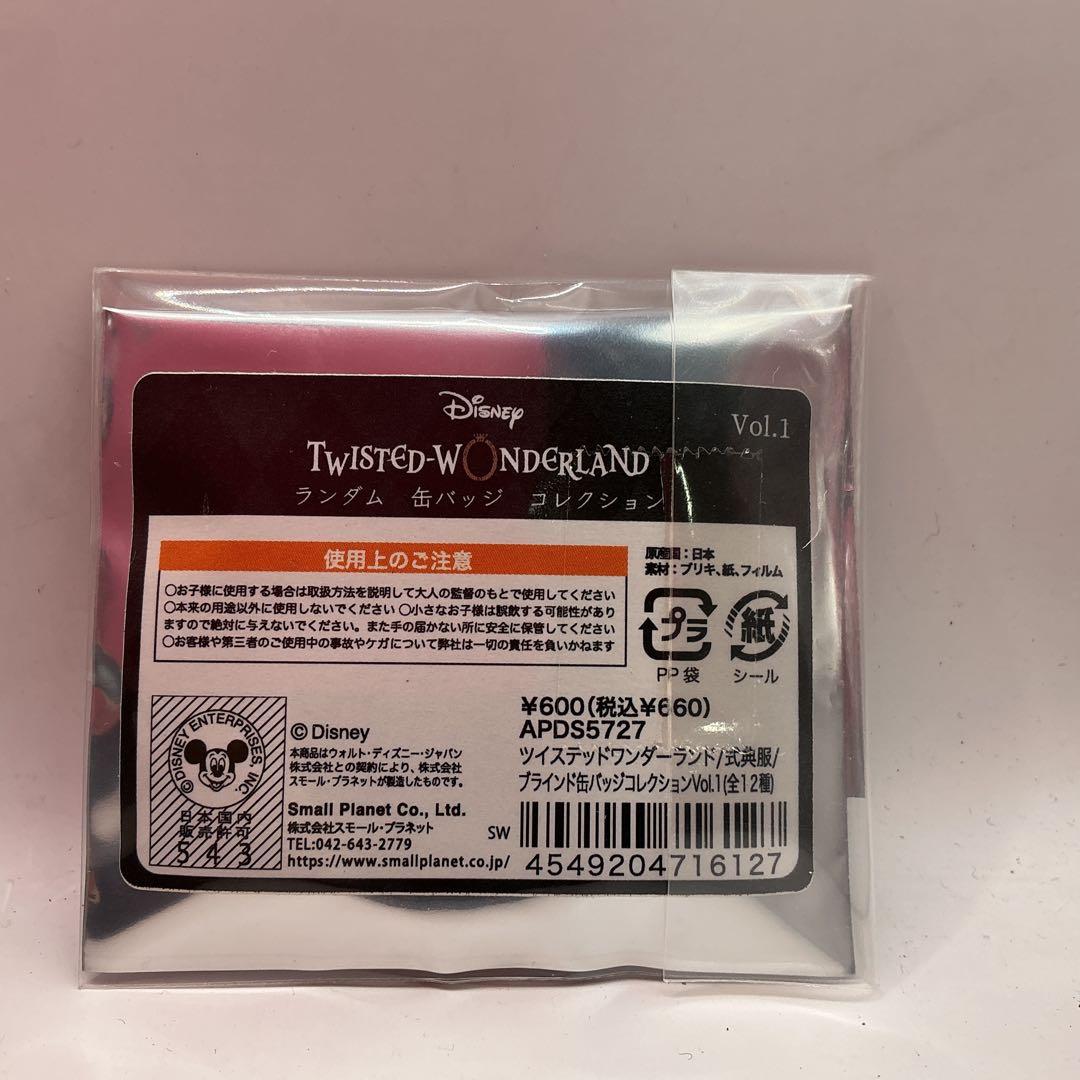 Disney
Vol.1
TWISTED-WONDERLAND
ランダム 缶バッジ コレクション
使用上のご注意
○お子様に使用する場合は取扱方法を説明して大人の監督のもとで使用してください
○本来の用途以外に使用しないでください ○小さなお子様は誤飲する可能性があり
ますので絶対に与えないでください。また手の届かない所に安全に保管してください
○お客様や第三者のご使用中の事故やケガについて弊社は一切の責任を負いかねます
原産国：日本
素材：ブリキ、紙、フィルム
プラ
PP袋
紙
シール
©DISNEY ENTERPRISES INC.
日本国内
販売許可
543
©Disney
本商品はウォルト・ディズニー・ジャパン
株式会社との契約により、株式会社
スモール・プラネットが製造したものです。
Small Planet Co., Ltd.
株式会社スモール・プラネット
TEL:042-643-2779
https://www.smallplanet.co.jp/
SW
¥600(税込¥660)
APDS5727
ツイステッドワンダーランド/式典服/
ブラインド缶バッジコレクションVol.1(全12種)
4549204716127